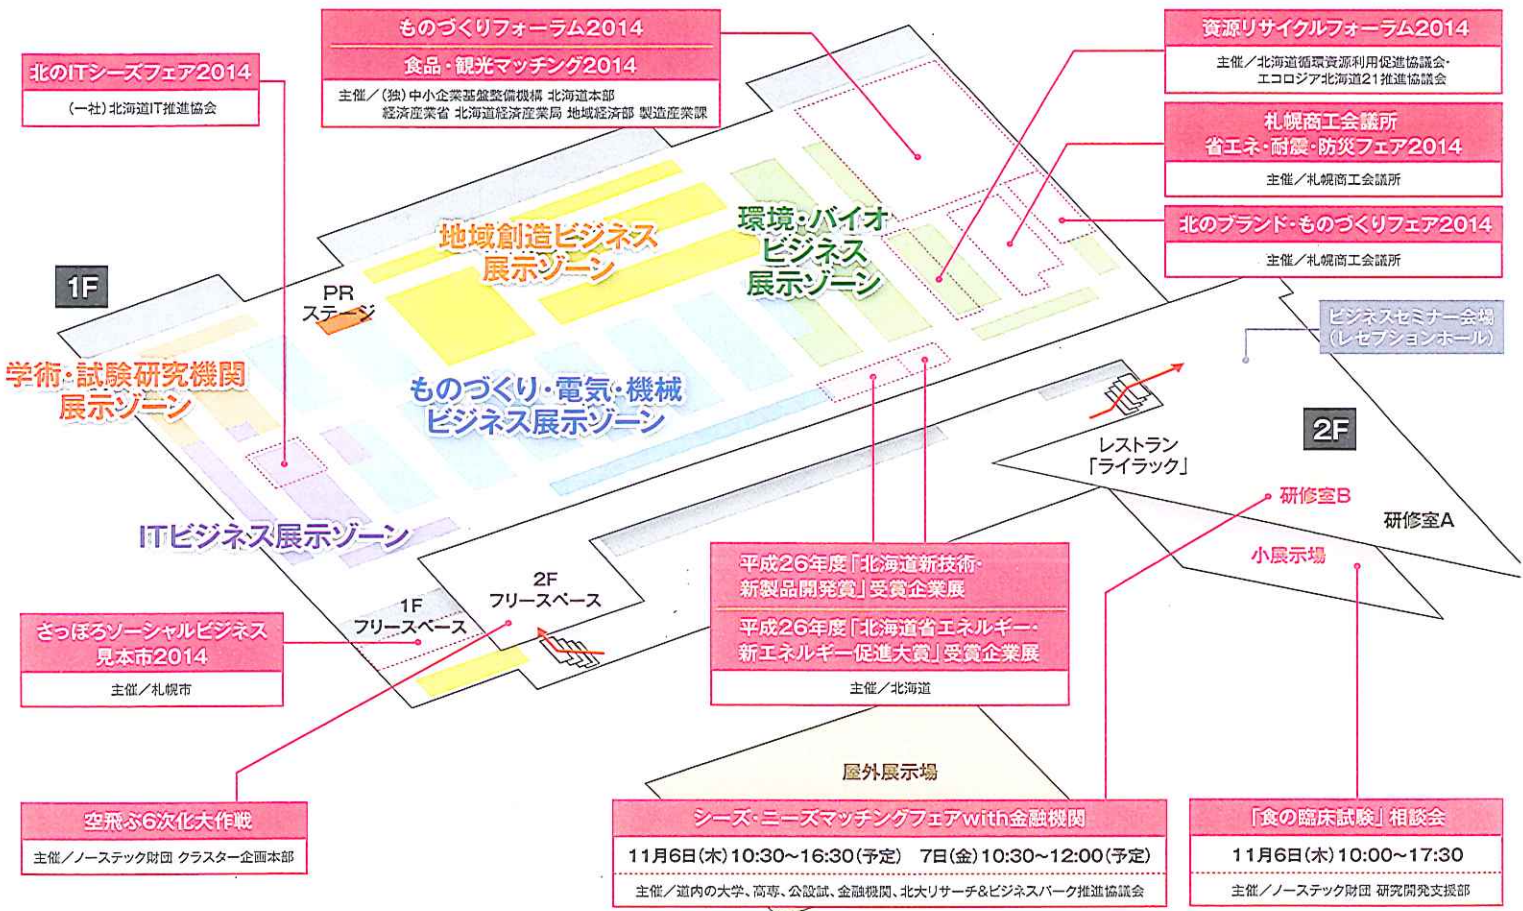 ものづくりフォーラム2014
食品・観光マッチング2014
主催／(独)中小企業基盤整備機構 北海道本部
経済産業省 北海道経済産業局 地域経済部 製造産業課
資源リサイクルフォーラム2014
主催／北海道循環資源利用促進協議会・
エコロジア北海道21推進協議会
北のITシーズフェア2014
(一社)北海道IT推進協会
札幌商工会議所
省エネ・耐震・防災フェア2014
主催／札幌商工会議所
北のブランド・ものづくりフェア2014
主催／札幌商工会議所
地域創造ビジネス
展示ゾーン
環境・バイオ
ビジネス
展示ゾーン
1F
PR
ステージ
ビジネスセミナー会場
(レセプションホール)
学術・試験研究機関
展示ゾーン
ものづくり・電気・機械
ビジネス展示ゾーン
2F
レストラン
「ライラック」
研修室B
研修室A
小展示場
ITビジネス展示ゾーン
平成26年度「北海道新技術・
新製品開発賞」受賞企業展
平成26年度「北海道省エネルギー・
新エネルギー促進大賞」受賞企業展
主催／北海道
2F
フリースペース
1F
フリースペース
さっぽろソーシャルビジネス
見本市2014
主催／札幌市
屋外展示場
空飛ぶ6次化大作戦
主催／ノーステック財団 クラスター企画本部
シーズ・ニーズマッチングフェアwith金融機関
11月6日(木)10:30〜16:30(予定) 7日(金)10:30〜12:00(予定)
主催／道内の大学、高専、公設試、金融機関、北大リサーチ&ビジネスパーク推進協議会
「食の臨床試験」相談会
11月6日(木)10:00〜17:30
主催／ノーステック財団 研究開発支援部